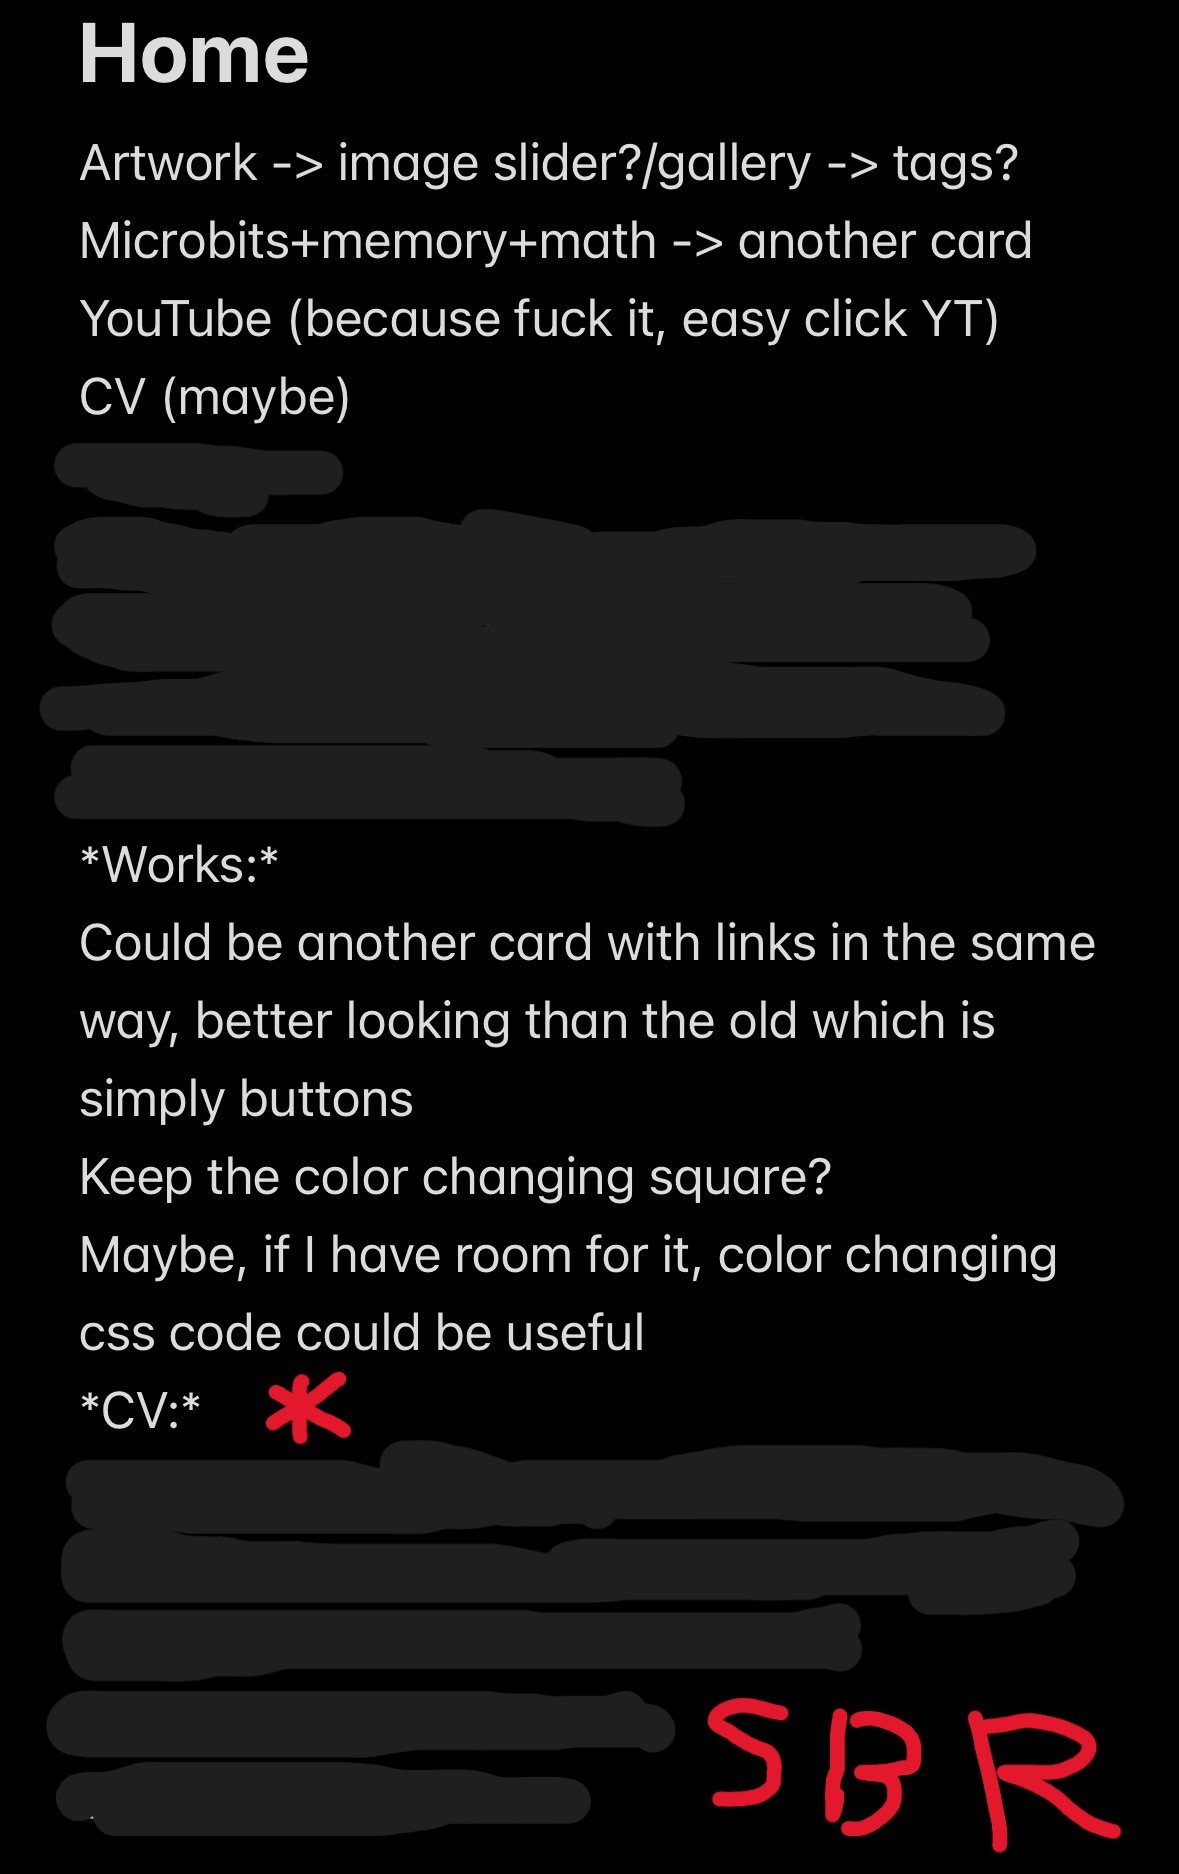 Home
Artwork -> image slider?/gallery -> tags?
Microbits+memory+math -> another card
YouTube (because fuck it, easy click YT)
CV (maybe)
*Works:*
Could be another card with links in the same
way, better looking than the old which is
simply buttons
Keep the color changing square?
Maybe, if I have room for it, color changing
css code could be useful
*CV:* *
SBR